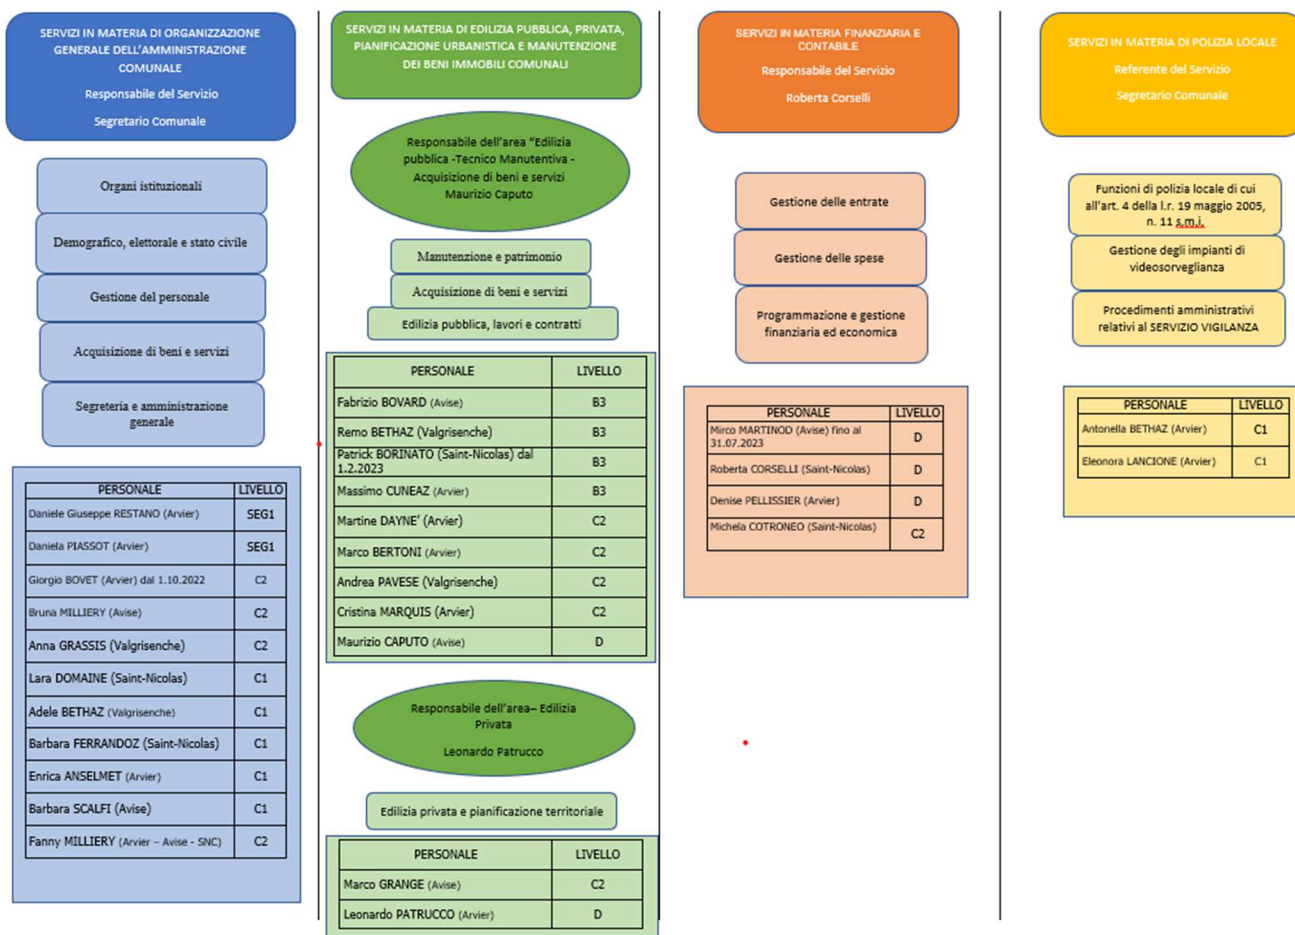 SERVIZI IN MATERIA DI ORGANIZZAZIONE
GENERALE DELL'AMMINISTRAZIONE
COMUNALE
Responsabile del Servizio
Segretario Comunale
Organi istituzionali
Demografico, elettorale e stato civile
Gestione del personale
Acquisizione di beni e servizi
Segreteria e amministrazione
generale
PERSONALE LIVELLO
Daniele Giuseppe RESTANO (Arvier) SEG1
Daniela PIASSOT (Arvier) SEG1
Giorgio BOVET (Arvier) dal 1.10.2022 C2
Bruna MILLIERY (Avise) C2
Anna GRASSIS (Valgrisenche) C2
Lara DOMAINE (Saint-Nicolas) C1
Adele BETHAZ (Valgrisenche) C1
Barbara FERRANDOZ (Saint-Nicolas) C1
Enrica ANSELMET (Arvier) C1
Barbara SCALFI (Avise) C1
Fanny MILLIERY (Arvier – Avise - SNC) C2
SERVIZI IN MATERIA DI EDILIZIA PUBBLICA, PRIVATA,
PIANIFICAZIONE URBANISTICA E MANUTENZIONE
DEI BENI IMMOBILI COMUNALI
Responsabile dell'area "Edilizia
pubblica -Tecnico Manutentiva -
Acquisizione di beni e servizi
Maurizio Caputo
Manutenzione e patrimonio
Acquisizione di beni e servizi
Edilizia pubblica, lavori e contratti
PERSONALE LIVELLO
Fabrizio BOVARD (Avise) B3
Remo BETHAZ (Valgrisenche) B3
Patrick BORINATO (Saint-Nicolas) dal
1.2.2023 B3
Massimo CUNEAZ (Arvier) B3
Martine DAYNE' (Arvier) C2
Marco BERTONI (Arvier) C2
Andrea PAVESE (Valgrisenche) C2
Cristina MARQUIS (Arvier) C2
Maurizio CAPUTO (Avise) D
Responsabile dell'area– Edilizia
Privata
Leonardo Patrucco
Edilizia privata e pianificazione territoriale
PERSONALE LIVELLO
Marco GRANGE (Avise) C2
Leonardo PATRUCCO (Arvier) D
SERVIZI IN MATERIA FINANZIARIA E
CONTABILE
Responsabile del Servizio
Roberta Corselli
Gestione delle entrate
Gestione delle spese
Programmazione e gestione
finanziaria ed economica
PERSONALE LIVELLO
Mirco MARTINOD (Avise) fino al
31.07.2023 D
Roberta CORSELLI (Saint-Nicolas) D
Denise PELLISSIER (Arvier) D
Michela COTRONEO (Saint-Nicolas) C2
SERVIZI IN MATERIA DI POLIZIA LOCALE
Referente del Servizio
Segretario Comunale
Funzioni di polizia locale di cui
all'art. 4 della l.r. 19 maggio 2005,
n. 11 s.m.i.
Gestione degli impianti di
videosorveglianza
Procedimenti amministrativi
relativi al SERVIZIO VIGILANZA
PERSONALE LIVELLO
Antonella BETHAZ (Arvier) C1
Eleonora LANCIONE (Arvier) C1